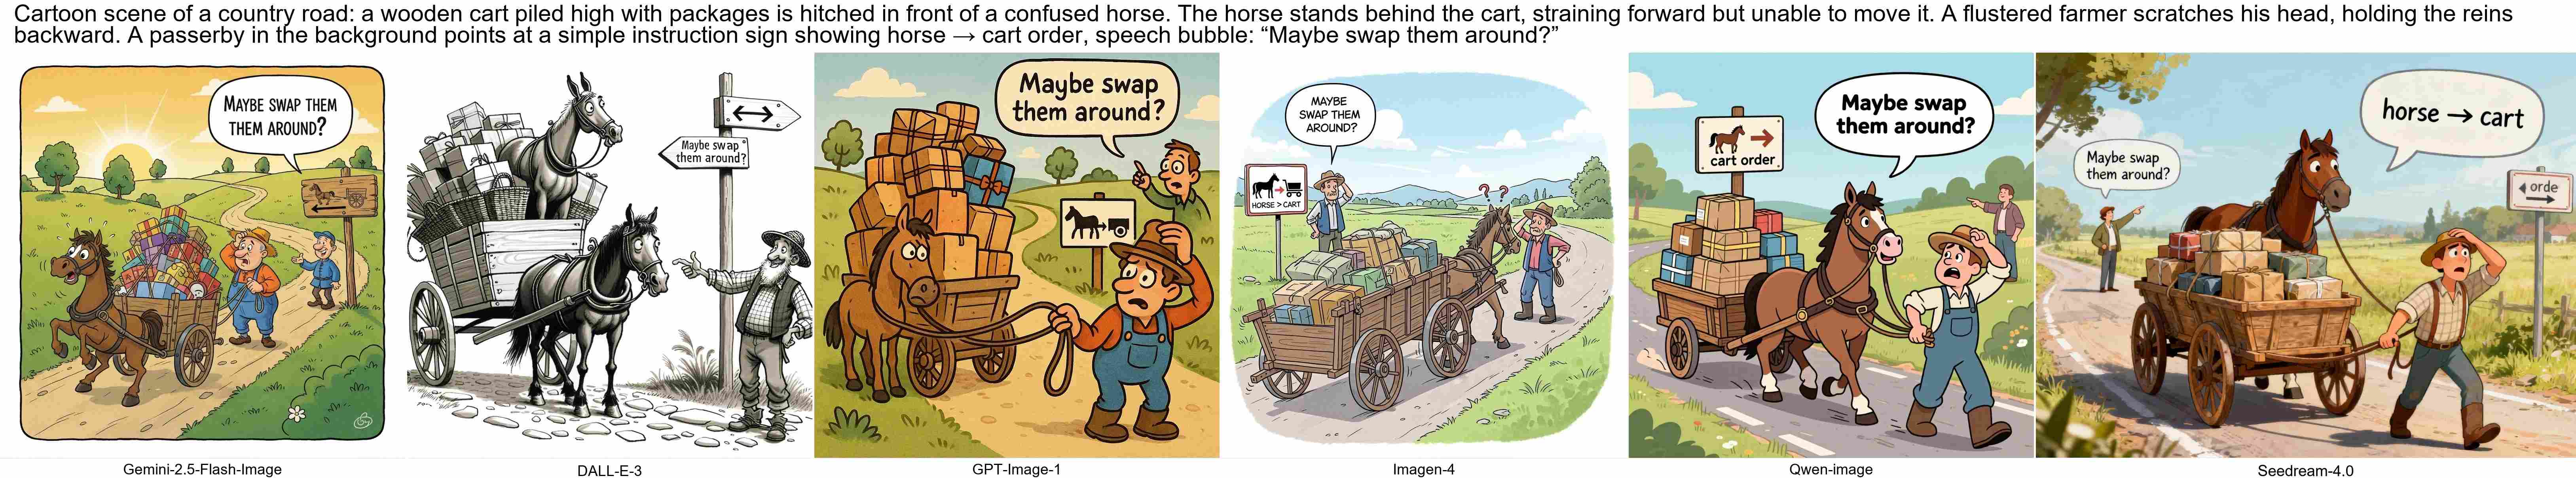 Cartoon scene of a country road: a wooden cart piled high with packages is hitched in front of a confused horse. The horse stands behind the cart, straining forward but unable to move it. A flustered farmer scratches his head, holding the reins
backward. A passerby in the background points at a simple instruction sign showing horse → cart order, speech bubble: “Maybe swap them around?”
MAYBE SWAP THEM
THEM AROUND?
Maybe swap
them around?
Maybe swap
them around?
MAYBE
SWAP THEM
AROUND?
HORSE > CART
cart order
Maybe swap
them around?
Maybe swap
them around?
horse → cart
orde
Gemini-2.5-Flash-Image
DALL-E-3
GPT-Image-1
Imagen-4
Qwen-image
Seedream-4.0